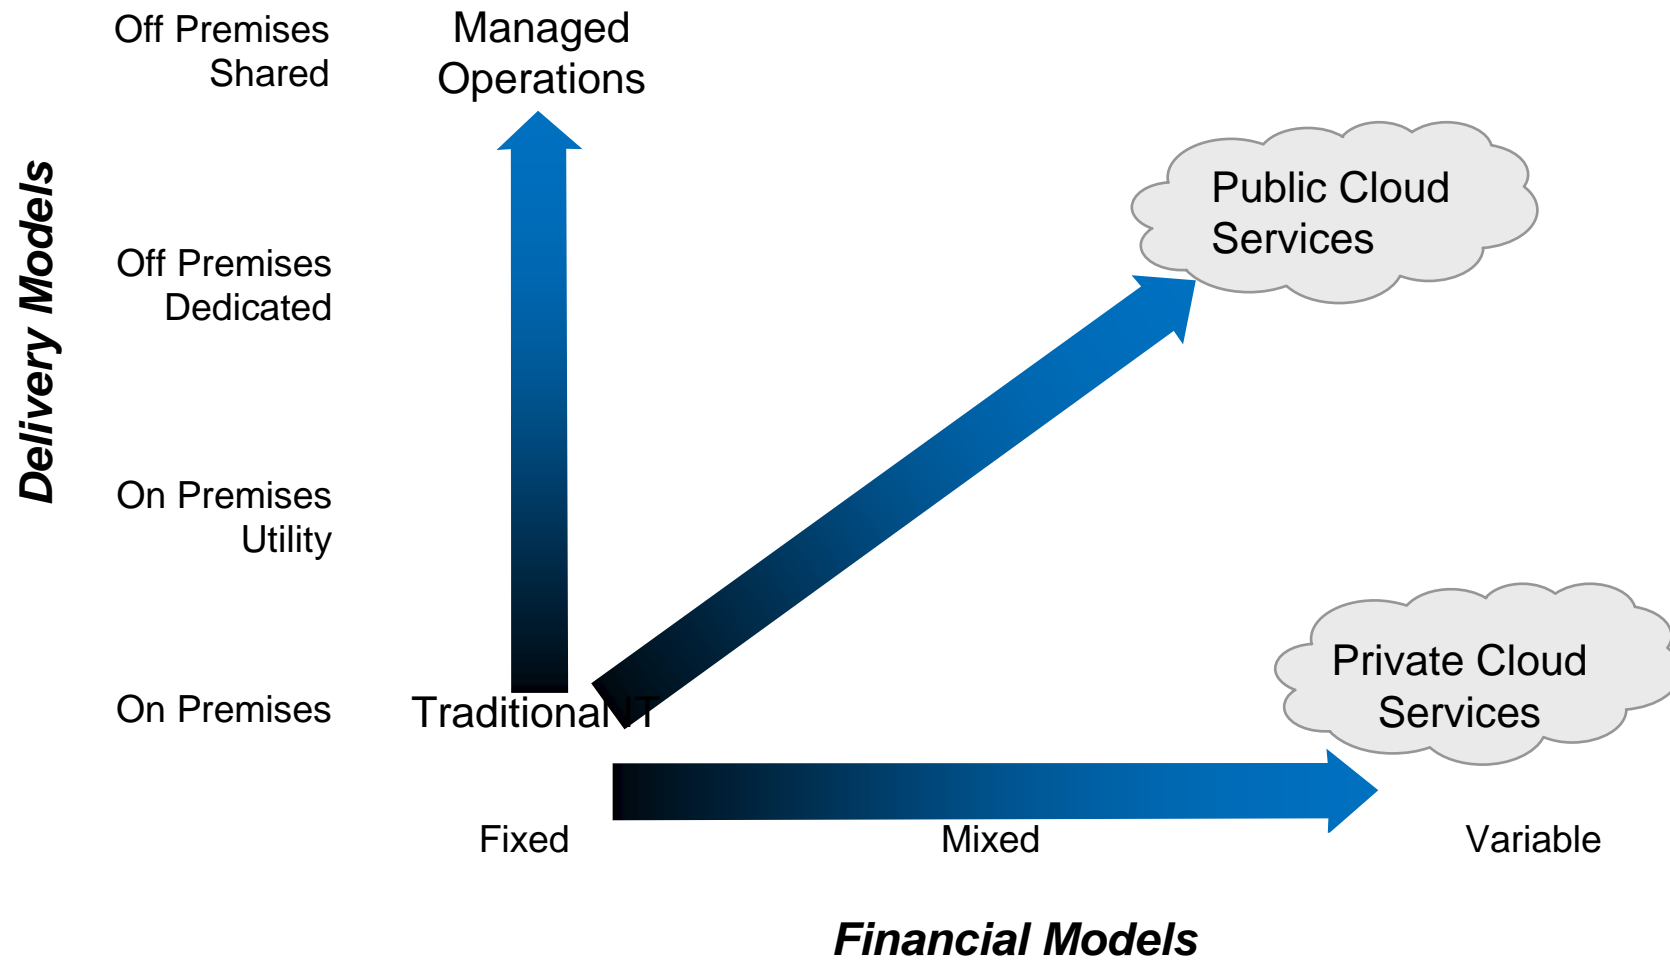 Off Premises
Shared
Managed
Operations
Public Cloud
Services
Delivery Models
Off Premises
Dedicated
On Premises
Utility
Private Cloud
Services
On Premises
Traditional IT
Fixed
Mixed
Variable
Financial Models